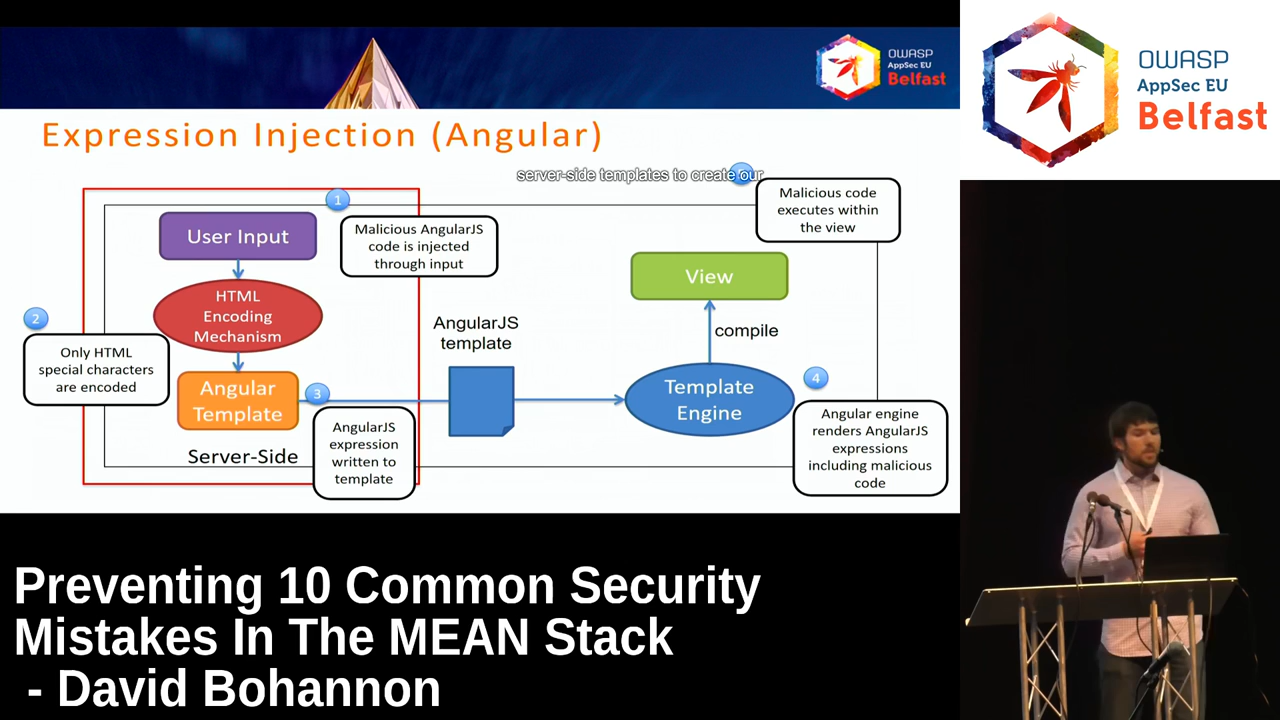 OWASP
AppSec EU
Belfast
OWASP
AppSec EU
Belfast
Expression Injection (Angular)
server-side templates to create our
1
User Input
Malicious AngularJS
code is injected
through input
Malicious code
executes within
the view
HTML
Encoding
Mechanism
2
Only HTML
special characters
are encoded
Angular
Template
3
AngularJS
expression
written to
template
Server-Side
AngularJS
template
View
compile
Template
Engine
4
Angular engine
renders AngularJS
expressions
including malicious
code
Preventing 10 Common Security
Mistakes In The MEAN Stack
- David Bohannon